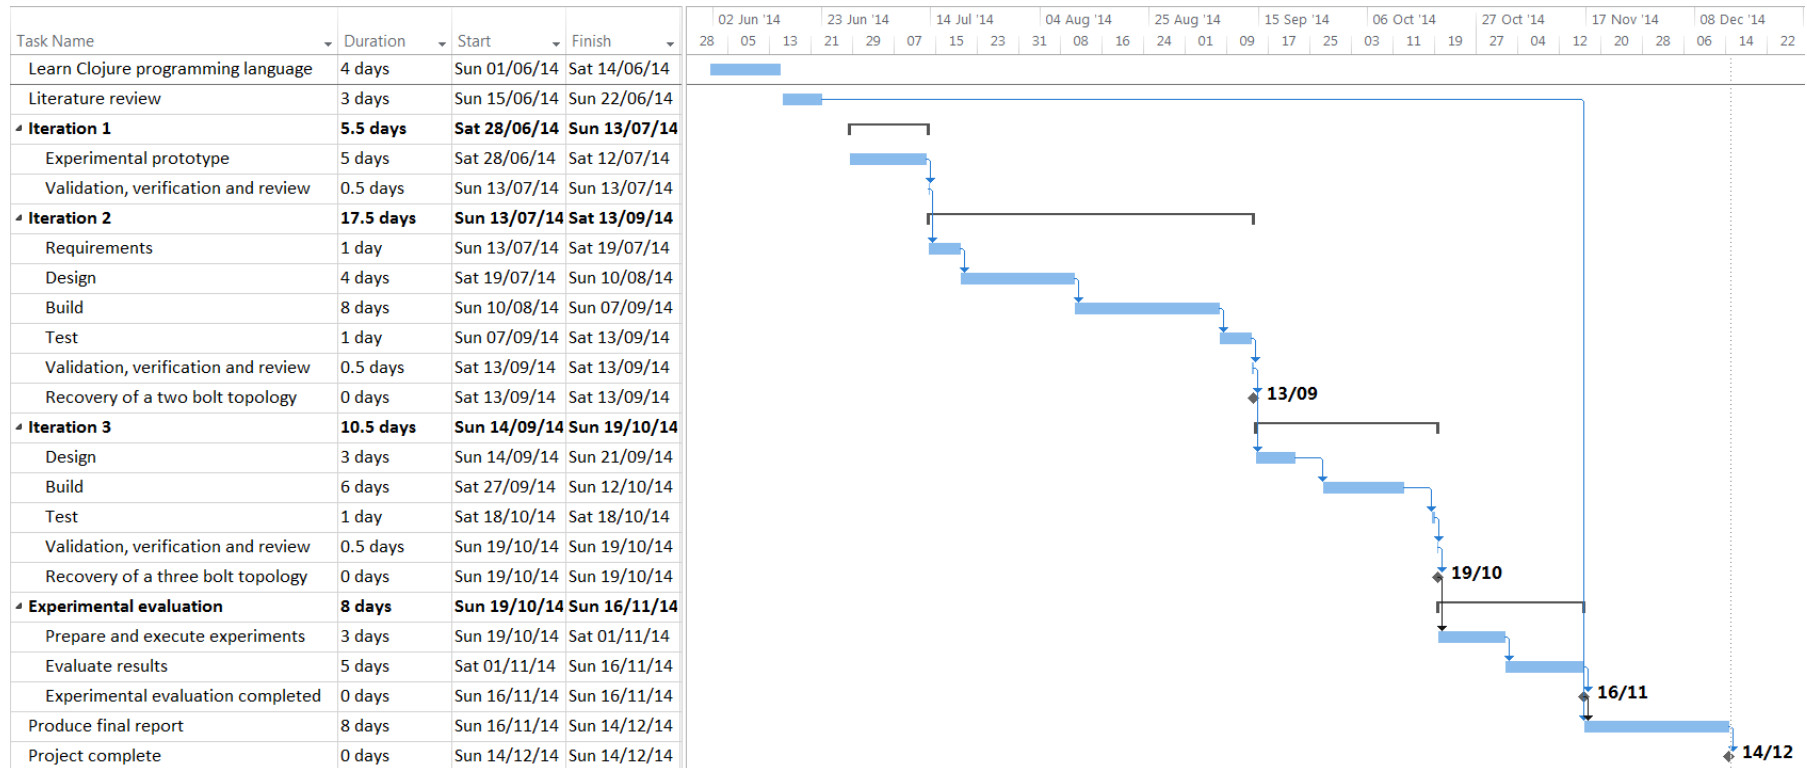 02 Jun '14 23 Jun '14 14 Jul '14 04 Aug '14 25 Aug '14 15 Sep '14 06 Oct '14 27 Oct '14 17 Nov '14 08 Dec '14
Task Name Duration Start Finish 28 05 13 21 29 07 15 23 31 08 16 24 01 09 17 25 03 11 19 27 04 12 20 28 06 14 22
Learn Clojure programming language 4 days Sun 01/06/14 Sat 14/06/14
Literature review 3 days Sun 15/06/14 Sun 22/06/14
Iteration 1 5.5 days Sat 28/06/14 Sun 13/07/14
Experimental prototype 5 days Sat 28/06/14 Sat 12/07/14
Validation, verification and review 0.5 days Sun 13/07/14 Sun 13/07/14
Iteration 2 17.5 days Sun 13/07/14 Sat 13/09/14
Requirements 1 day Sun 13/07/14 Sat 19/07/14
Design 4 days Sat 19/07/14 Sun 10/08/14
Build 8 days Sun 10/08/14 Sun 07/09/14
Test 1 day Sun 07/09/14 Sat 13/09/14
Validation, verification and review 0.5 days Sat 13/09/14 Sat 13/09/14
Recovery of a two bolt topology 0 days Sat 13/09/14 Sat 13/09/14 13/09
Iteration 3 10.5 days Sun 14/09/14 Sun 19/10/14
Design 3 days Sun 14/09/14 Sun 21/09/14
Build 6 days Sat 27/09/14 Sun 12/10/14
Test 1 day Sat 18/10/14 Sat 18/10/14
Validation, verification and review 0.5 days Sun 19/10/14 Sun 19/10/14
Recovery of a three bolt topology 0 days Sun 19/10/14 Sun 19/10/14 19/10
Experimental evaluation 8 days Sun 19/10/14 Sun 16/11/14
Prepare and execute experiments 3 days Sun 19/10/14 Sat 01/11/14
Evaluate results 5 days Sat 01/11/14 Sun 16/11/14
Experimental evaluation completed 0 days Sun 16/11/14 Sun 16/11/14 16/11
Produce final report 8 days Sun 16/11/14 Sun 14/12/14
Project complete 0 days Sun 14/12/14 Sun 14/12/14 14/12